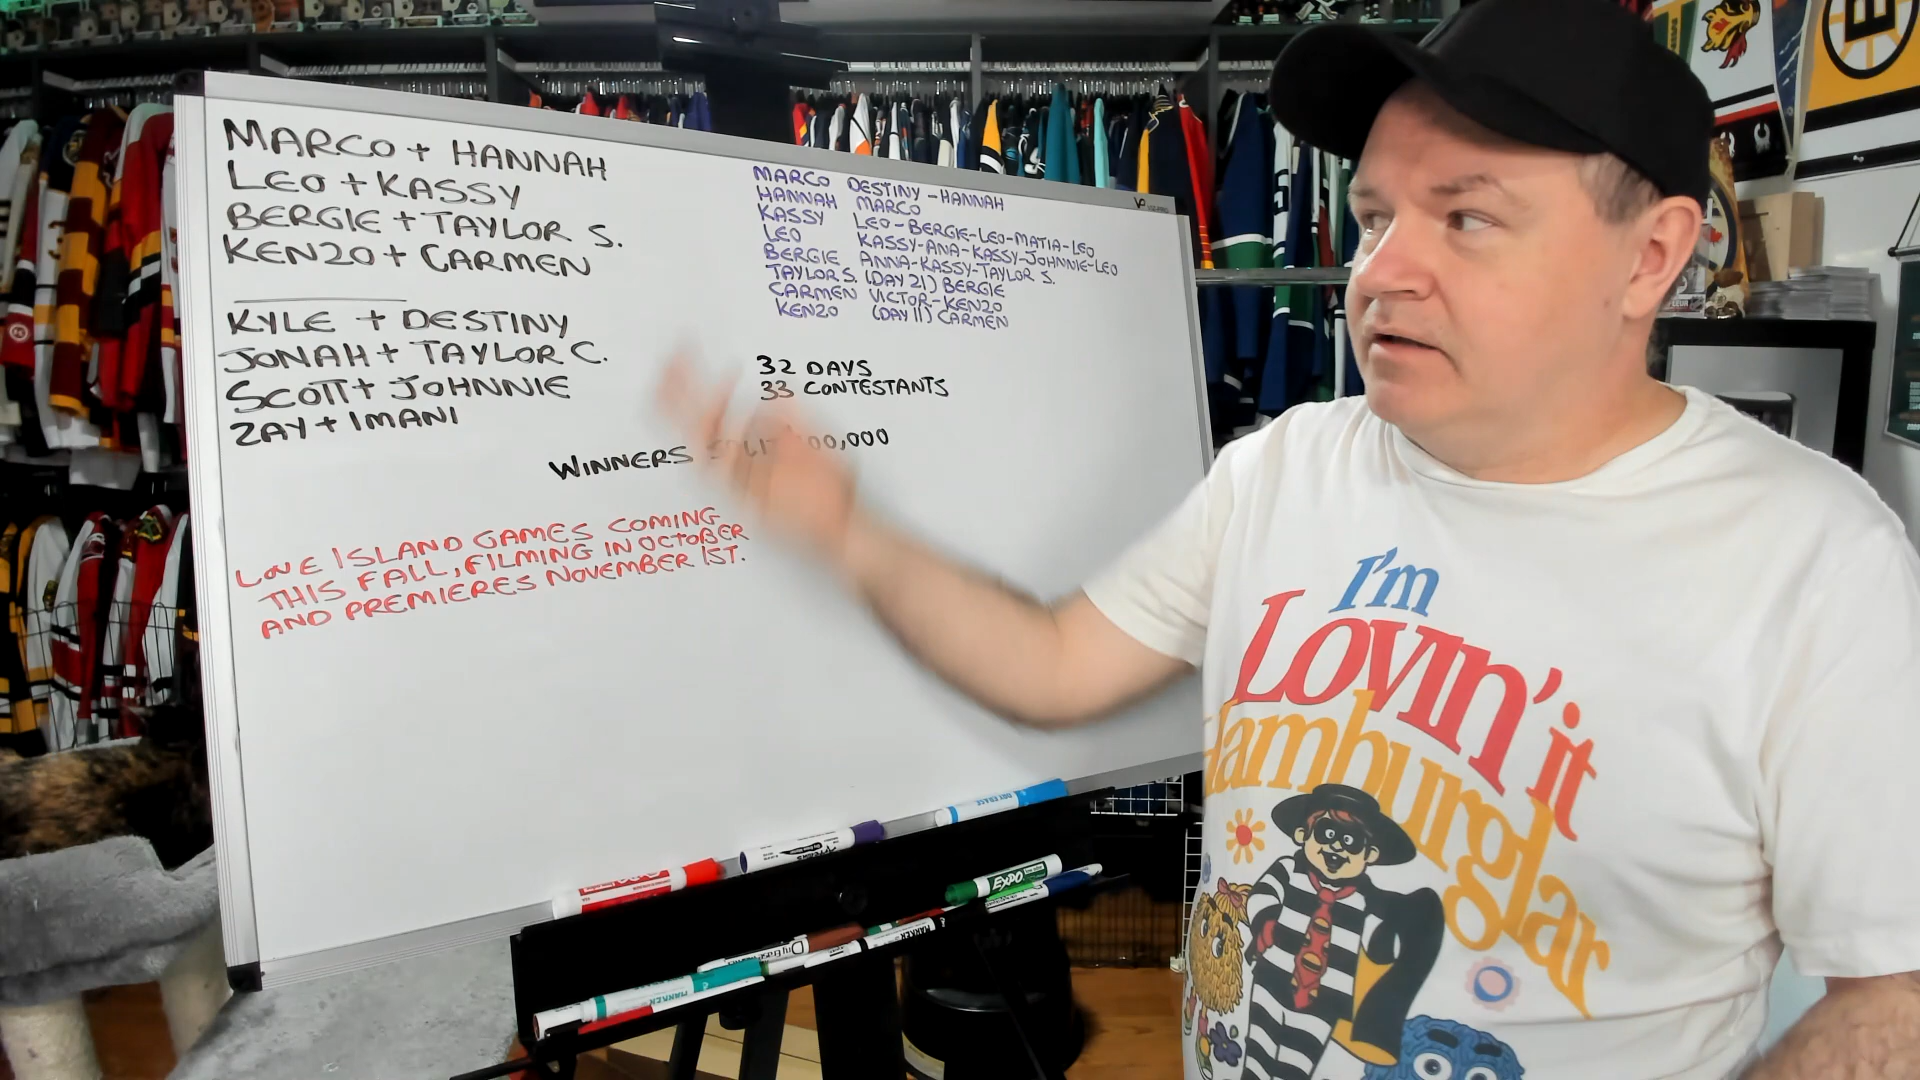 MARCO + HANNAH
LEO + KASSY
BERGIE + TAYLOR S.
KENZO + CARMEN
KYLE + DESTINY
JONAH + TAYLOR C.
SCOTT + JOHNNIE
ZAY + IMANI
MARCO DESTINY - HANNAH
HANNAH MARCO
KASSY LEO - BERGIE - LEO - MATIA - LEO
LEO KASSY - ANA - KASSY - JOHNNIE - LEO
BERGIE ANNA - KASSY - TAYLOR S.
TAYLOR S. (DAY 21) BERGIE
CARMEN VICTOR - KENZO
KENZO (DAY 11) CARMEN
32 DAYS
33 CONTESTANTS
WINNERS 00,000
LOVE ISLAND GAMES COMING
THIS FALL, FILMING IN OCTOBER
AND PREMIERES NOVEMBER 1ST.
I'm
Lovin' it
Hamburglar
EXPO